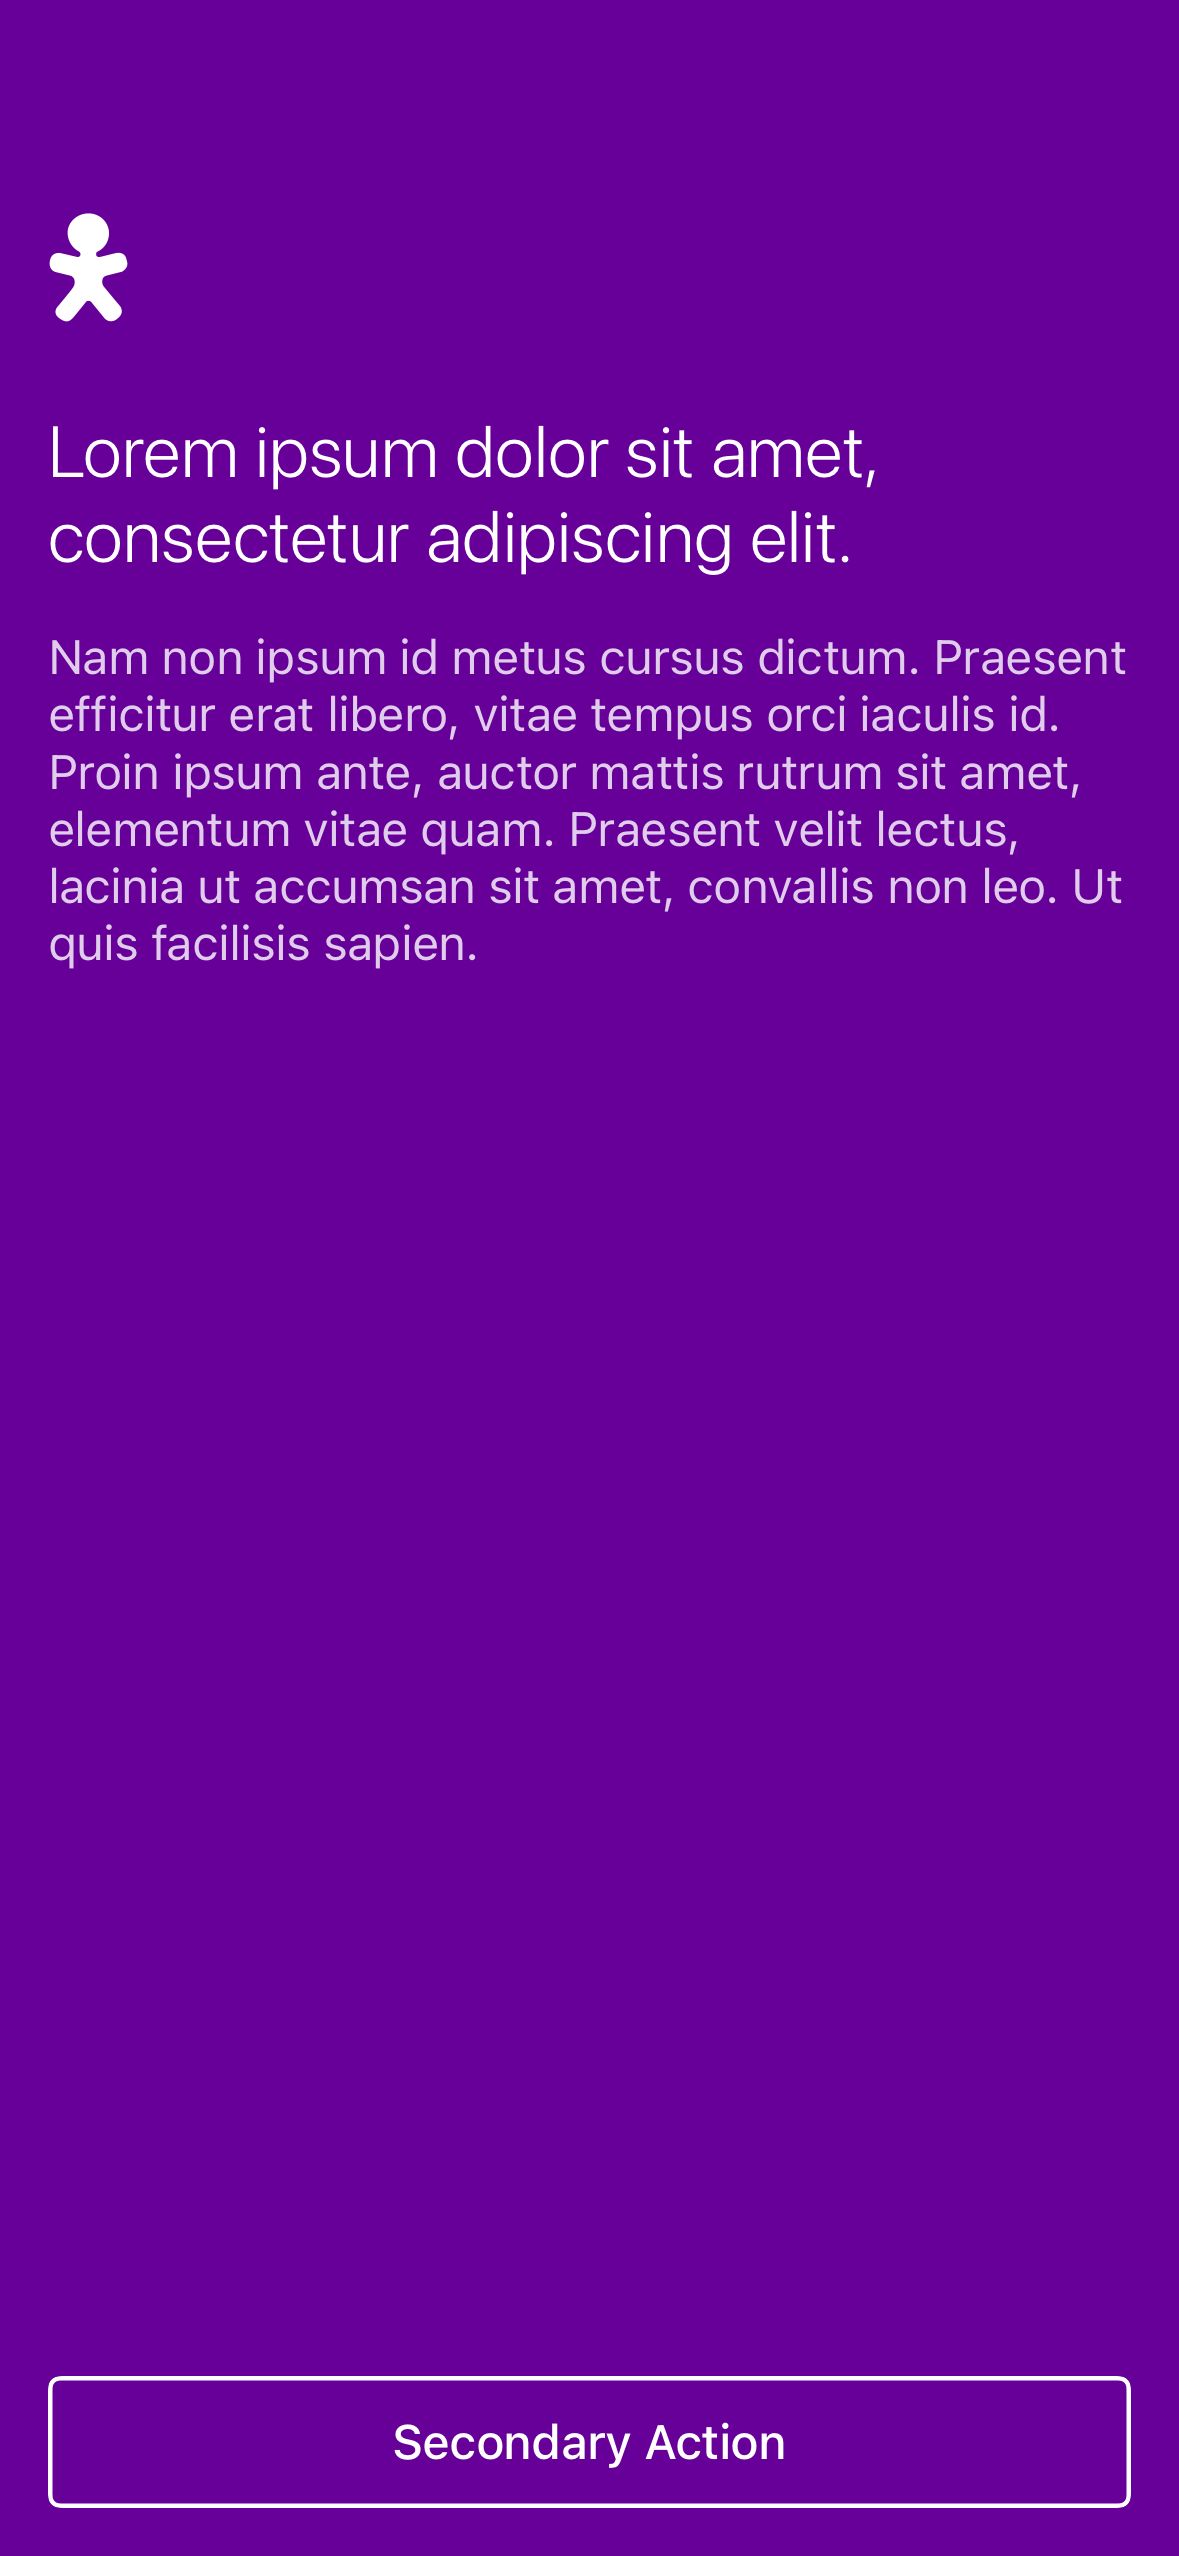 Lorem ipsum dolor sit amet,
consectetur adipiscing elit.
Nam non ipsum id metus cursus dictum. Praesent
efficitur erat libero, vitae tempus orci iaculis id.
Proin ipsum ante, auctor mattis rutrum sit amet,
elementum vitae quam. Praesent velit lectus,
lacinia ut accumsan sit amet, convallis non leo. Ut
quis facilisis sapien.
Secondary Action